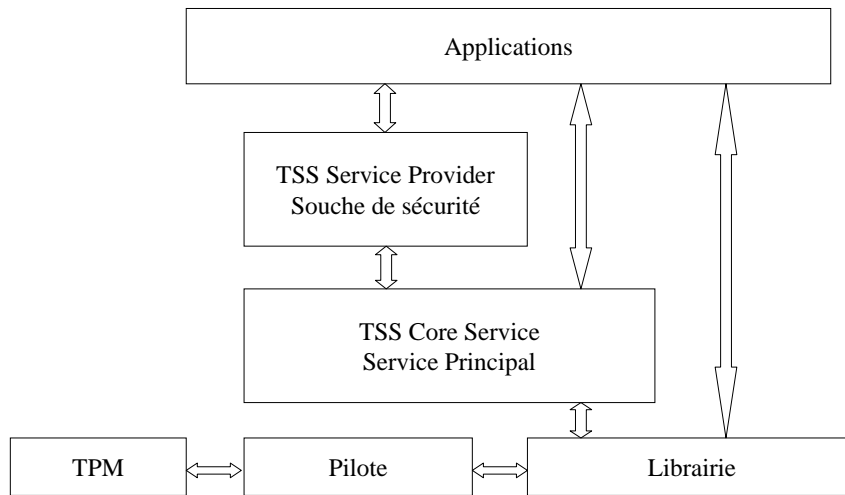 Applications
TSS Service Provider
Souche de sécurité
TSS Core Service
Service Principal
TPM
Pilote
Librairie